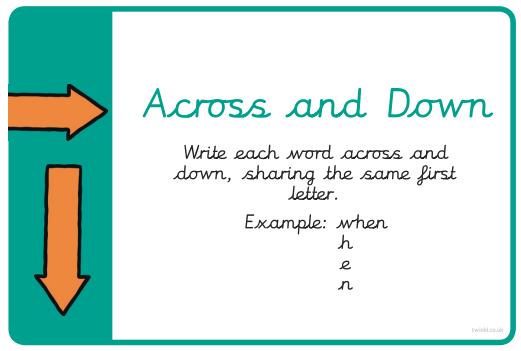 Across and Down
Write each word across and
down, sharing the same first
letter.
Example: when
h
e
n
twinkl.co.uk